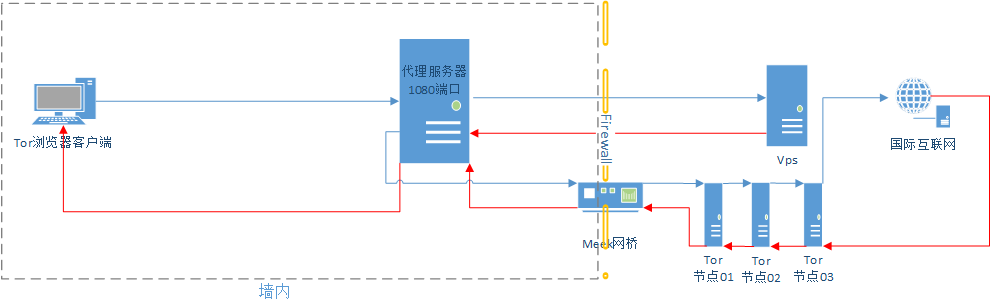 代理服务器
1080端口
Tor浏览器客户端
Firewall
Vps
国际互联网
Meek网桥
Tor
节点01
Tor
节点02
Tor
节点03
墙内